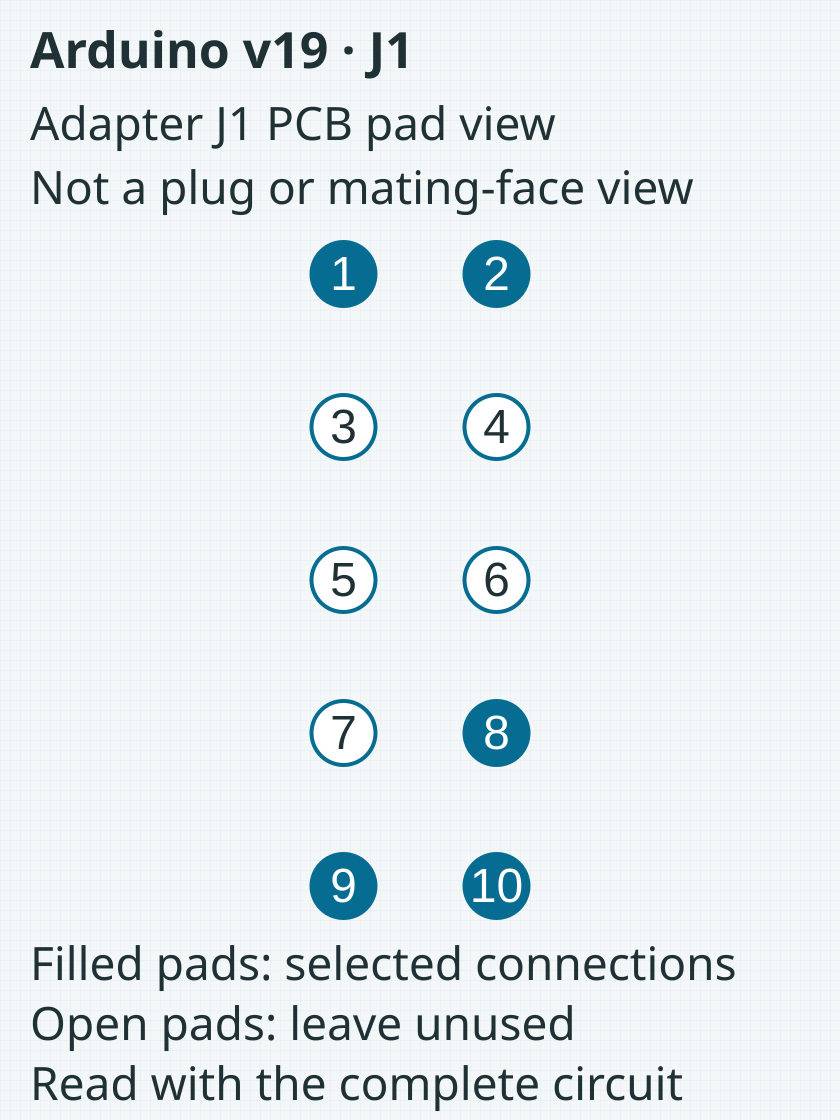 Arduino v19 · J1
Adapter J1 PCB pad view
Not a plug or mating-face view
1 2
3 4
5 6
7 8
9 10
Filled pads: selected connections
Open pads: leave unused
Read with the complete circuit